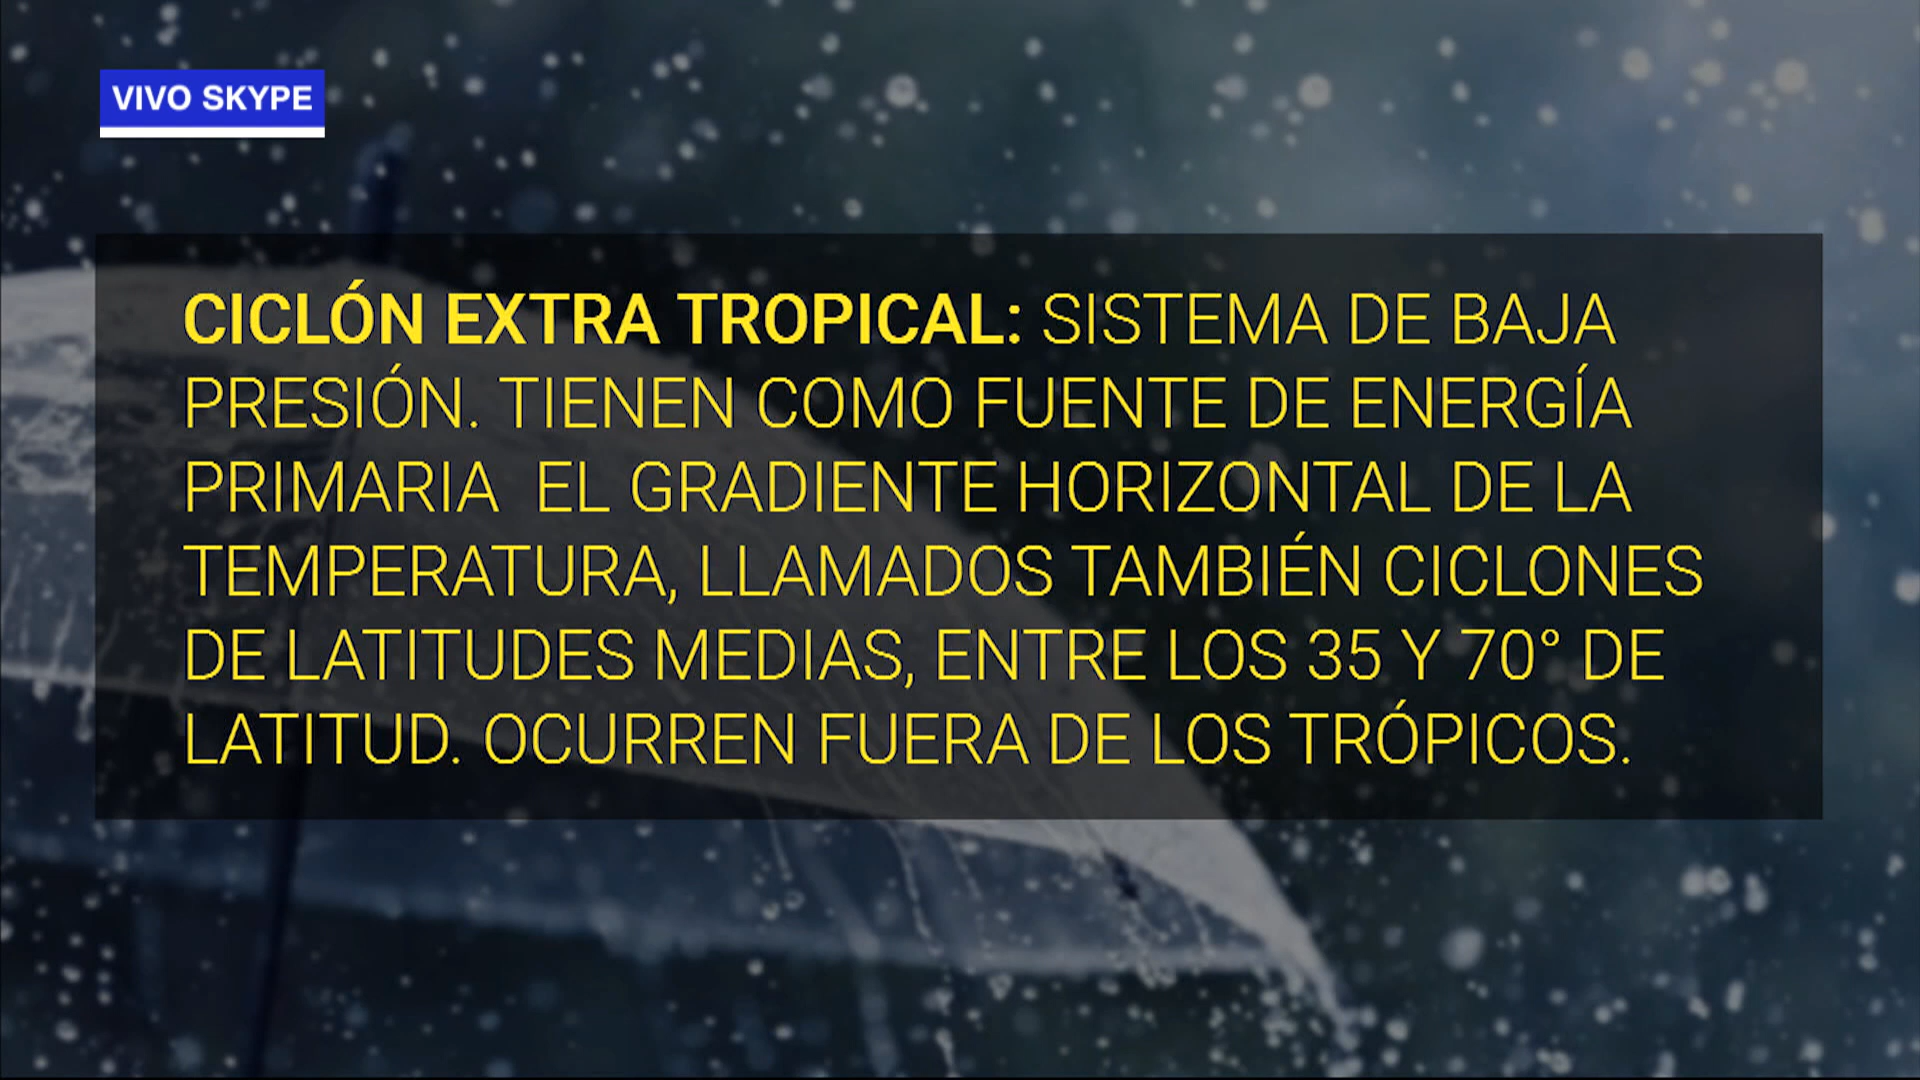 VIVO SKYPE
CICLÓN EXTRA TROPICAL: SISTEMA DE BAJA
PRESIÓN. TIENEN COMO FUENTE DE ENERGÍA
PRIMARIA  EL GRADIENTE HORIZONTAL DE LA
TEMPERATURA, LLAMADOS TAMBIÉN CICLONES
DE LATITUDES MEDIAS, ENTRE LOS 35 Y 70° DE
LATITUD. OCURREN FUERA DE LOS TRÓPICOS.